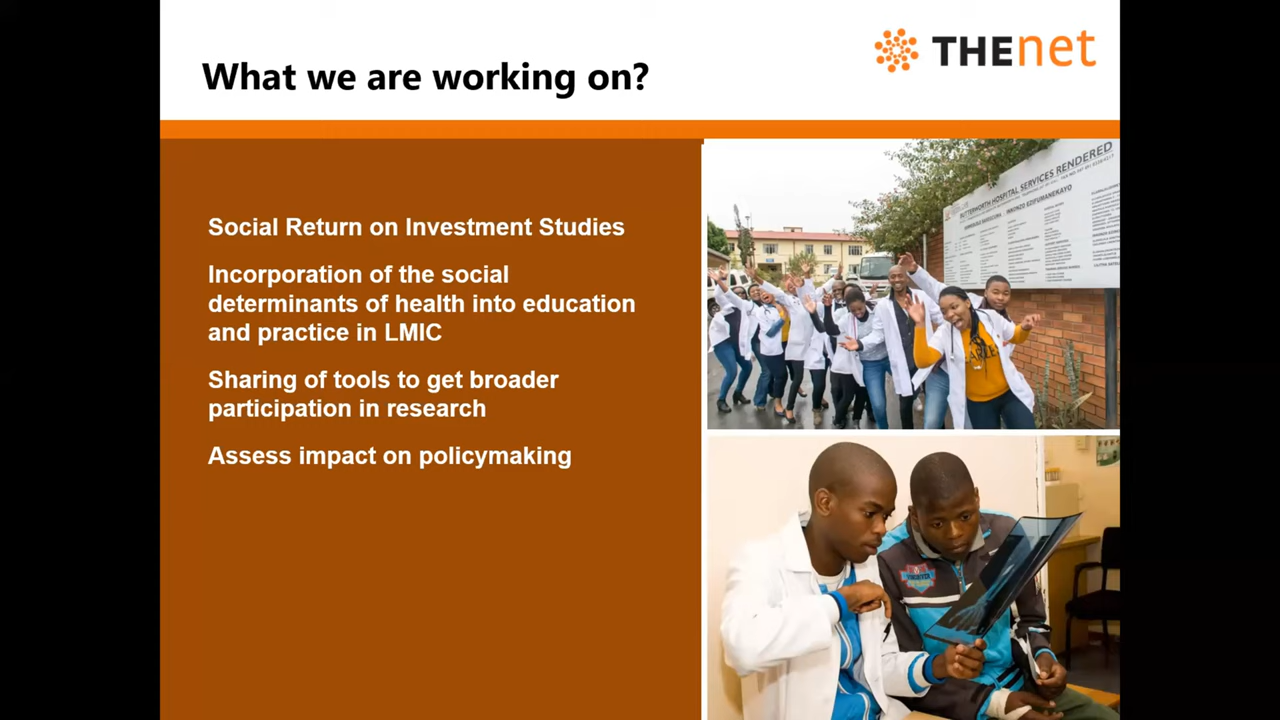 What we are working on?
THEnet
Social Return on Investment Studies
Incorporation of the social
determinants of health into education
and practice in LMIC
Sharing of tools to get broader
participation in research
Assess impact on policymaking
BUTTERWORTH HOSPITAL SERVICES RENDERED